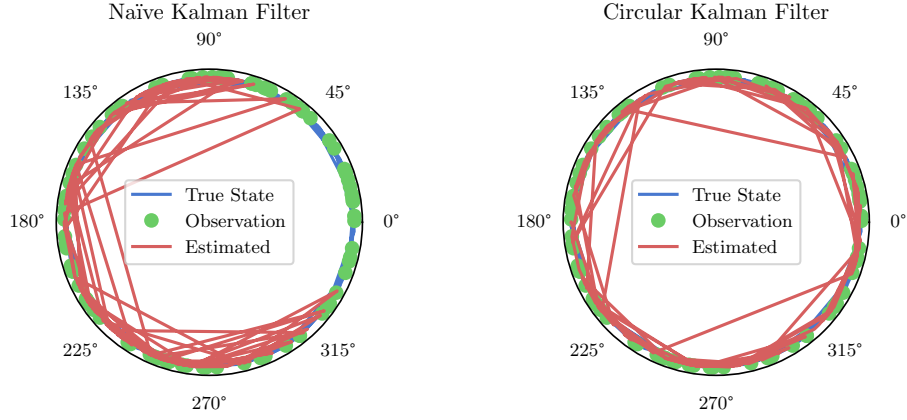 Naïve Kalman Filter
90°
135°
45°
180°
0°
225°
315°
270°
True State
Observation
Estimated
Circular Kalman Filter
90°
135°
45°
180°
0°
225°
315°
270°
True State
Observation
Estimated